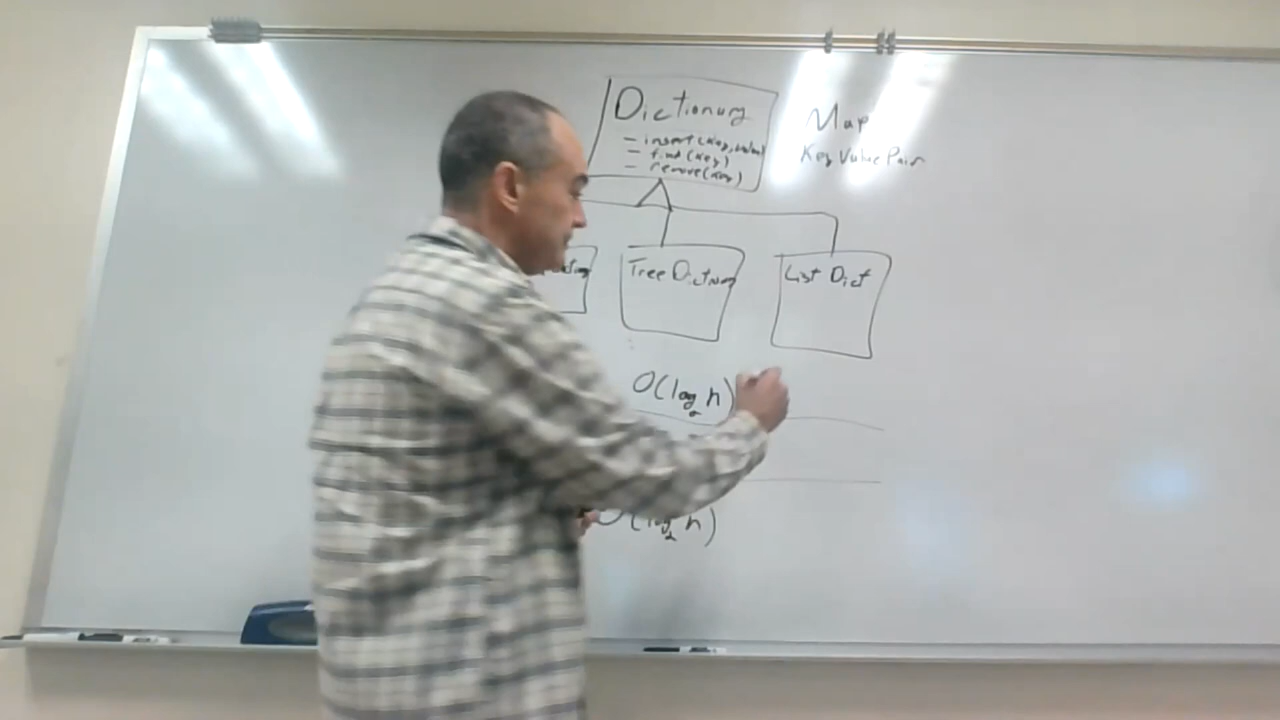 Dictionary
- insert(key, value)
- find(key)
- remove(key)
Map
Key Value Pair
Tree Dictionary
List Dict
O(log₂ n)
O(log₂ n)